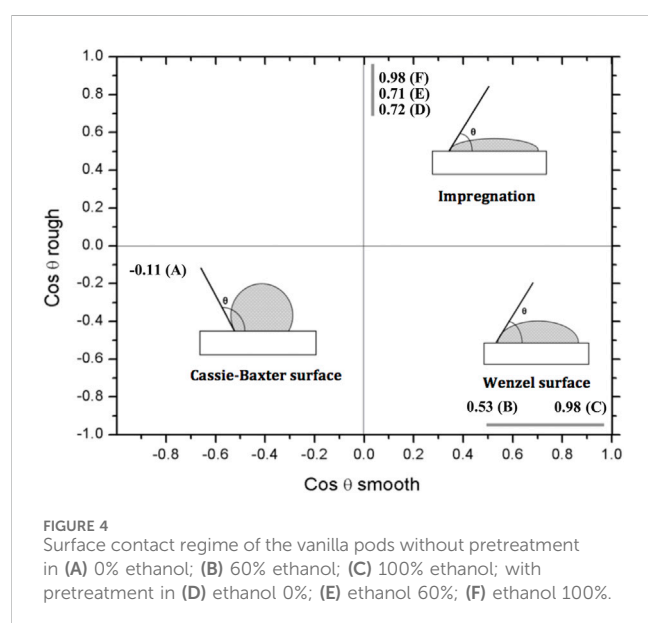 1.0
0.8
0.6
0.4
0.2
0.0
-0.2
-0.4
-0.6
-0.8
-1.0
Cos θ rough
0.98 (F)
0.71 (E)
0.72 (D)
θ
Impregnation
-0.11 (A)
θ
Cassie-Baxter surface
θ
Wenzel surface
0.53 (B) 0.98 (C)
-0.8 -0.6 -0.4 -0.2 0.0 0.2 0.4 0.6 0.8 1.0
Cos θ smooth
FIGURE 4
Surface contact regime of the vanilla pods without pretreatment
in (A) 0% ethanol; (B) 60% ethanol; (C) 100% ethanol; with
pretreatment in (D) ethanol 0%; (E) ethanol 60%; (F) ethanol 100%.